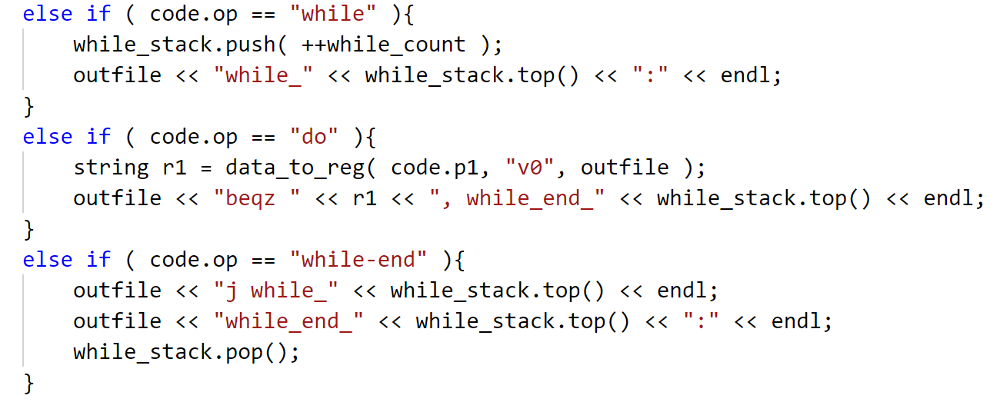 else if ( code.op == "while" ){
    while_stack.push( ++while_count );
    outfile << "while_" << while_stack.top() << ":" << endl;
}
else if ( code.op == "do" ){
    string r1 = data_to_reg( code.p1, "v0", outfile );
    outfile << "beqz " << r1 << ", while_end_" << while_stack.top() << endl;
}
else if ( code.op == "while-end" ){
    outfile << "j while_" << while_stack.top() << endl;
    outfile << "while_end_" << while_stack.top() << ":" << endl;
    while_stack.pop();
}